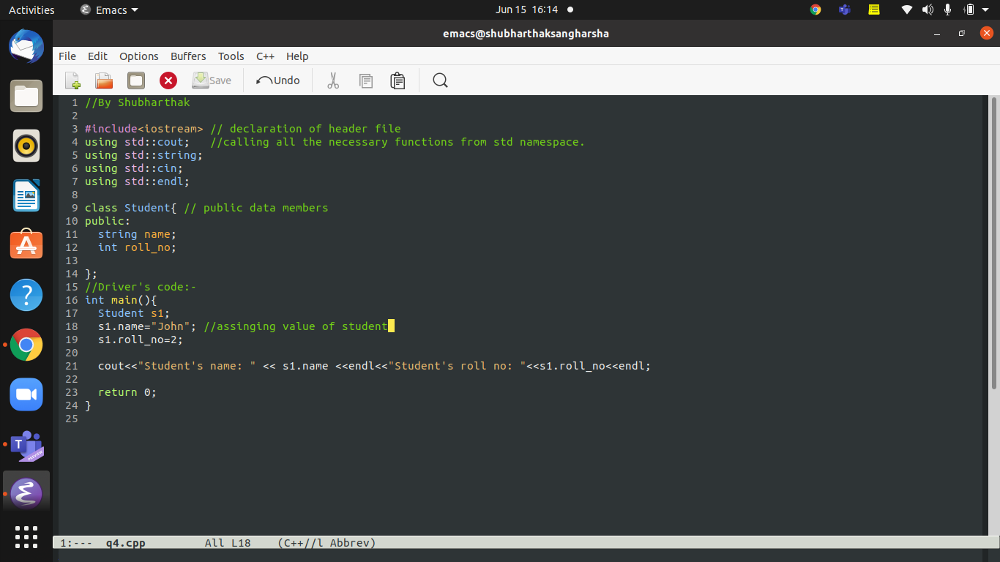 Activities Emacs Jun 15 16:14
emacs@shubharthaksangharsha
File Edit Options Buffers Tools C++ Help
Save Undo
1 //By Shubharthak
2
3 #include<iostream> // declaration of header file
4 using std::cout; //calling all the necessary functions from std namespace.
5 using std::string;
6 using std::cin;
7 using std::endl;
8
9 class Student{ // public data members
10 public:
11 string name;
12 int roll_no;
13
14 };
15 //Driver's code:-
16 int main(){
17 Student s1;
18 s1.name="John"; //assinging value of student
19 s1.roll_no=2;
20
21 cout<<"Student's name: " << s1.name <<endl<<"Student's roll no: "<<s1.roll_no<<endl;
22
23 return 0;
24 }
25
T
PREVIEW
1:--- q4.cpp All L18 (C++//l Abbrev)